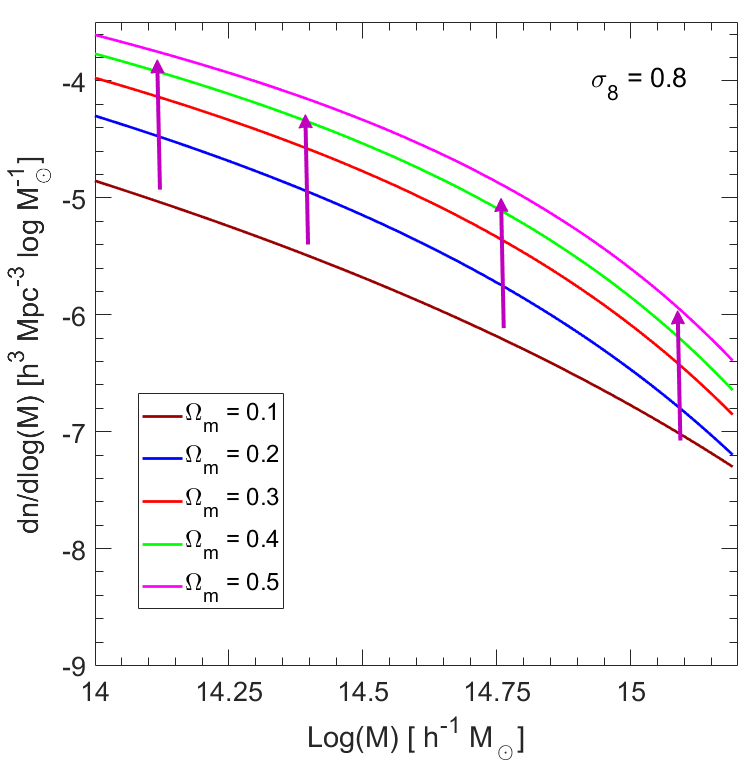 σ8 = 0.8
-4
-5
-6
-7
-8
-9
dn/dlog(M) [h3 Mpc-3 log M-1⊙]
Ωm = 0.1
Ωm = 0.2
Ωm = 0.3
Ωm = 0.4
Ωm = 0.5
14 14.25 14.5 14.75 15
Log(M) [ h-1 M⊙]